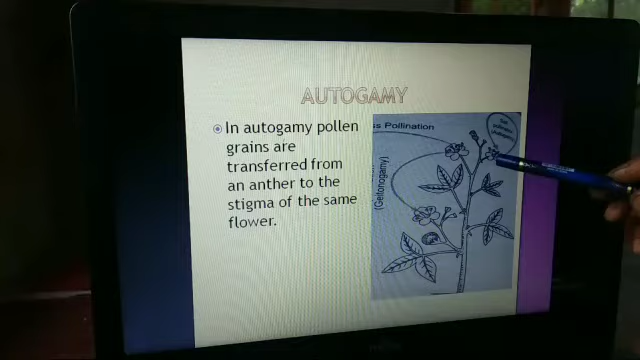 AUTOGAMY
In autogamy pollen
grains are
transferred from
an anther to the
stigma of the same
flower.
ss Pollination
(Geitonogamy)